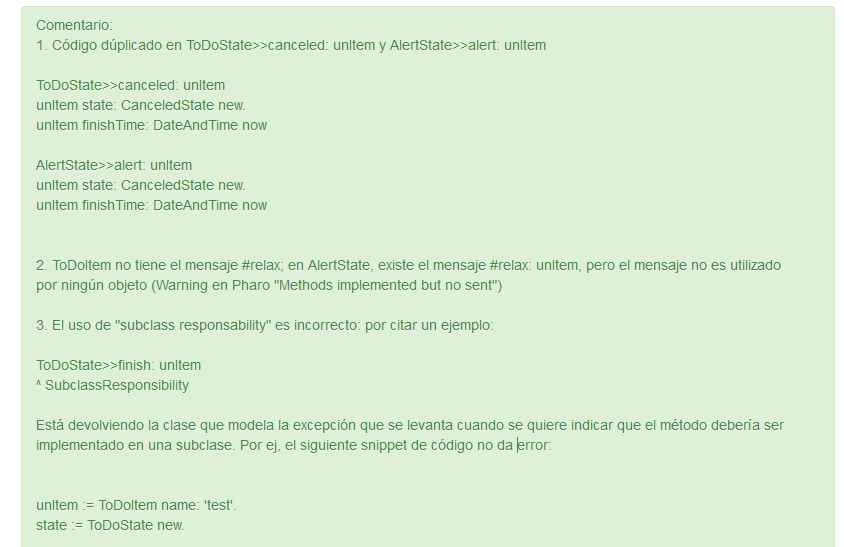 Comentario:
1. Código dúplicado en ToDoState>>canceled: unItem y AlertState>>alert: unItem
ToDoState>>canceled: unItem
unItem state: CanceledState new.
unItem finishTime: DateAndTime now
AlertState>>alert: unItem
unItem state: CanceledState new.
unItem finishTime: DateAndTime now
2. ToDoItem no tiene el mensaje #relax; en AlertState, existe el mensaje #relax: unItem, pero el mensaje no es utilizado
por ningún objeto (Warning en Pharo "Methods implemented but no sent")
3. El uso de "subclass responsability" es incorrecto: por citar un ejemplo:
ToDoState>>finish: unItem
^ SubclassResponsibility
Está devolviendo la clase que modela la excepción que se levanta cuando se quiere indicar que el método debería ser
implementado en una subclase. Por ej, el siguiente snippet de código no da error:
unItem := ToDoItem name: 'test'.
state := ToDoState new.